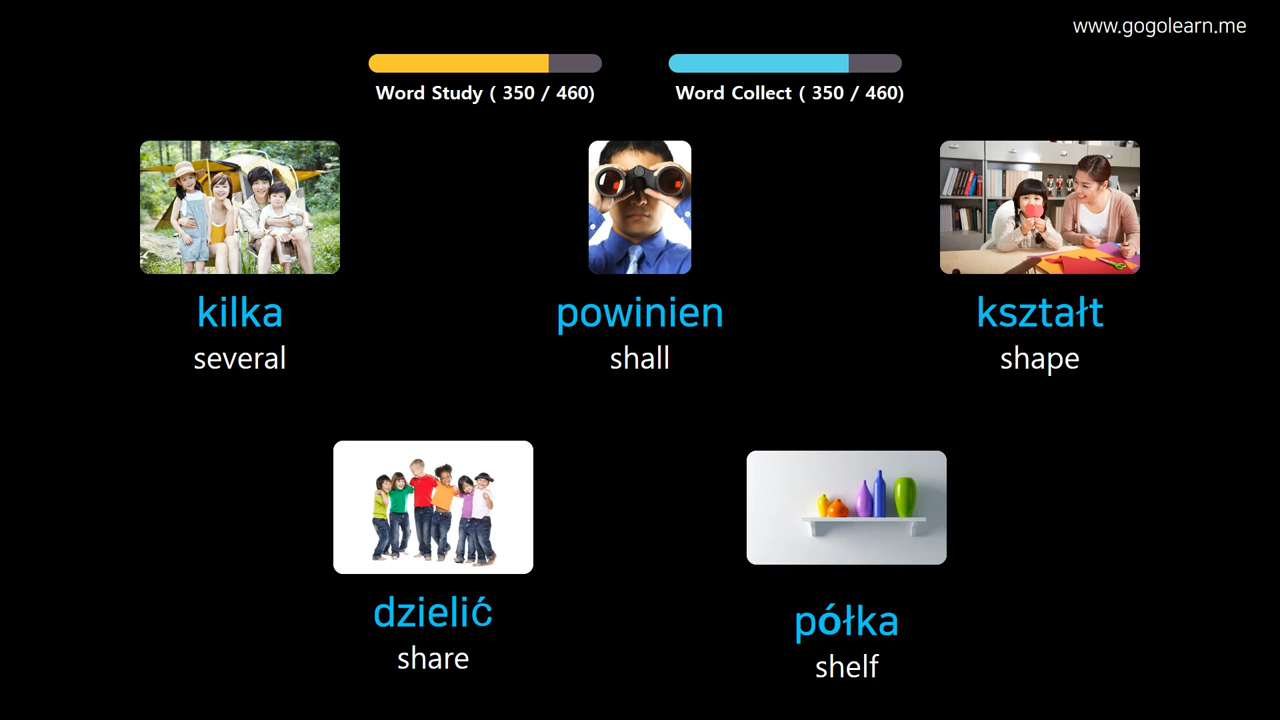 www.gogolearn.me
Word Study ( 350 / 460)
Word Collect ( 350 / 460)
kilka
several
powinien
shall
kształt
shape
dzielić
share
półka
shelf